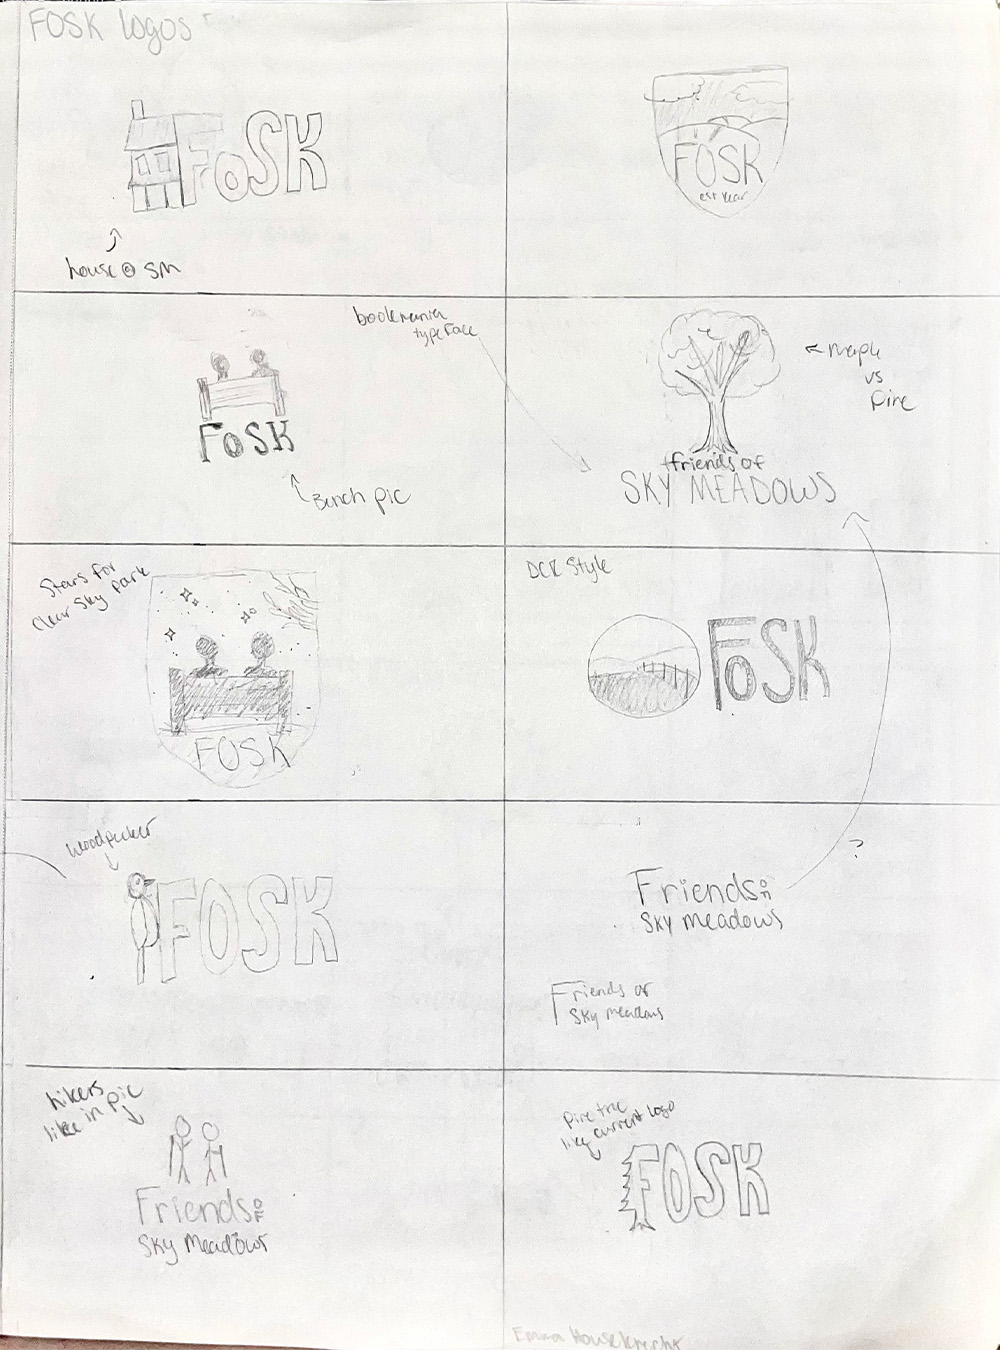 FOSK logos
FOSK
house @ SM
FOSK
est year
bookmania
typeface
FOSK
Bench pic
maple
vs
pine
friends of
SKY MEADOWS
Stars for
Clear Sky Park
FOSK
DCR Style
FOSK
Woodpecker
FOSK
Friends of
SKY meadows
?
Friends of
SKY meadows
hikers
like in pic
Friends of
SKY Meadows
pine tree
like current logo
FOSK
Emma Houseknecht